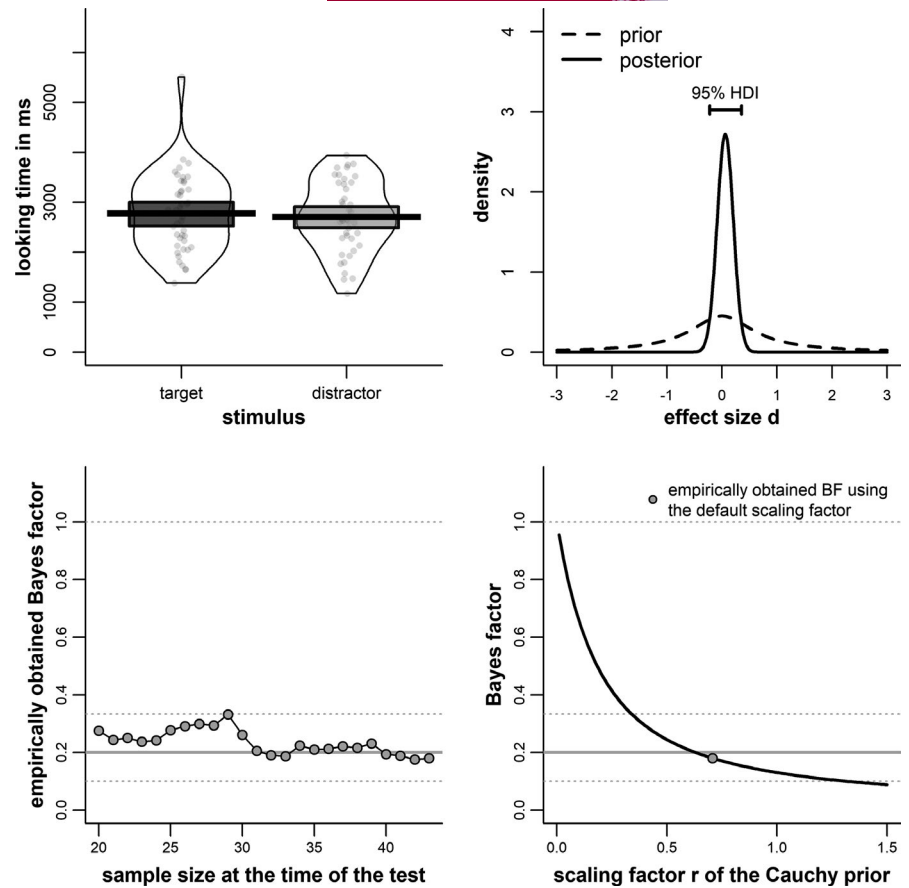 looking time in ms
0
1000
3000
5000
target
distractor
stimulus
density
0
1
2
3
4
prior
posterior
95% HDI
-3
-2
-1
0
1
2
3
effect size d
empirically obtained Bayes factor
0.0
0.2
0.4
0.6
0.8
1.0
20
25
30
35
40
sample size at the time of the test
Bayes factor
0.0
0.2
0.4
0.6
0.8
1.0
empirically obtained BF using
the default scaling factor
0.0
0.5
1.0
1.5
scaling factor r of the Cauchy prior